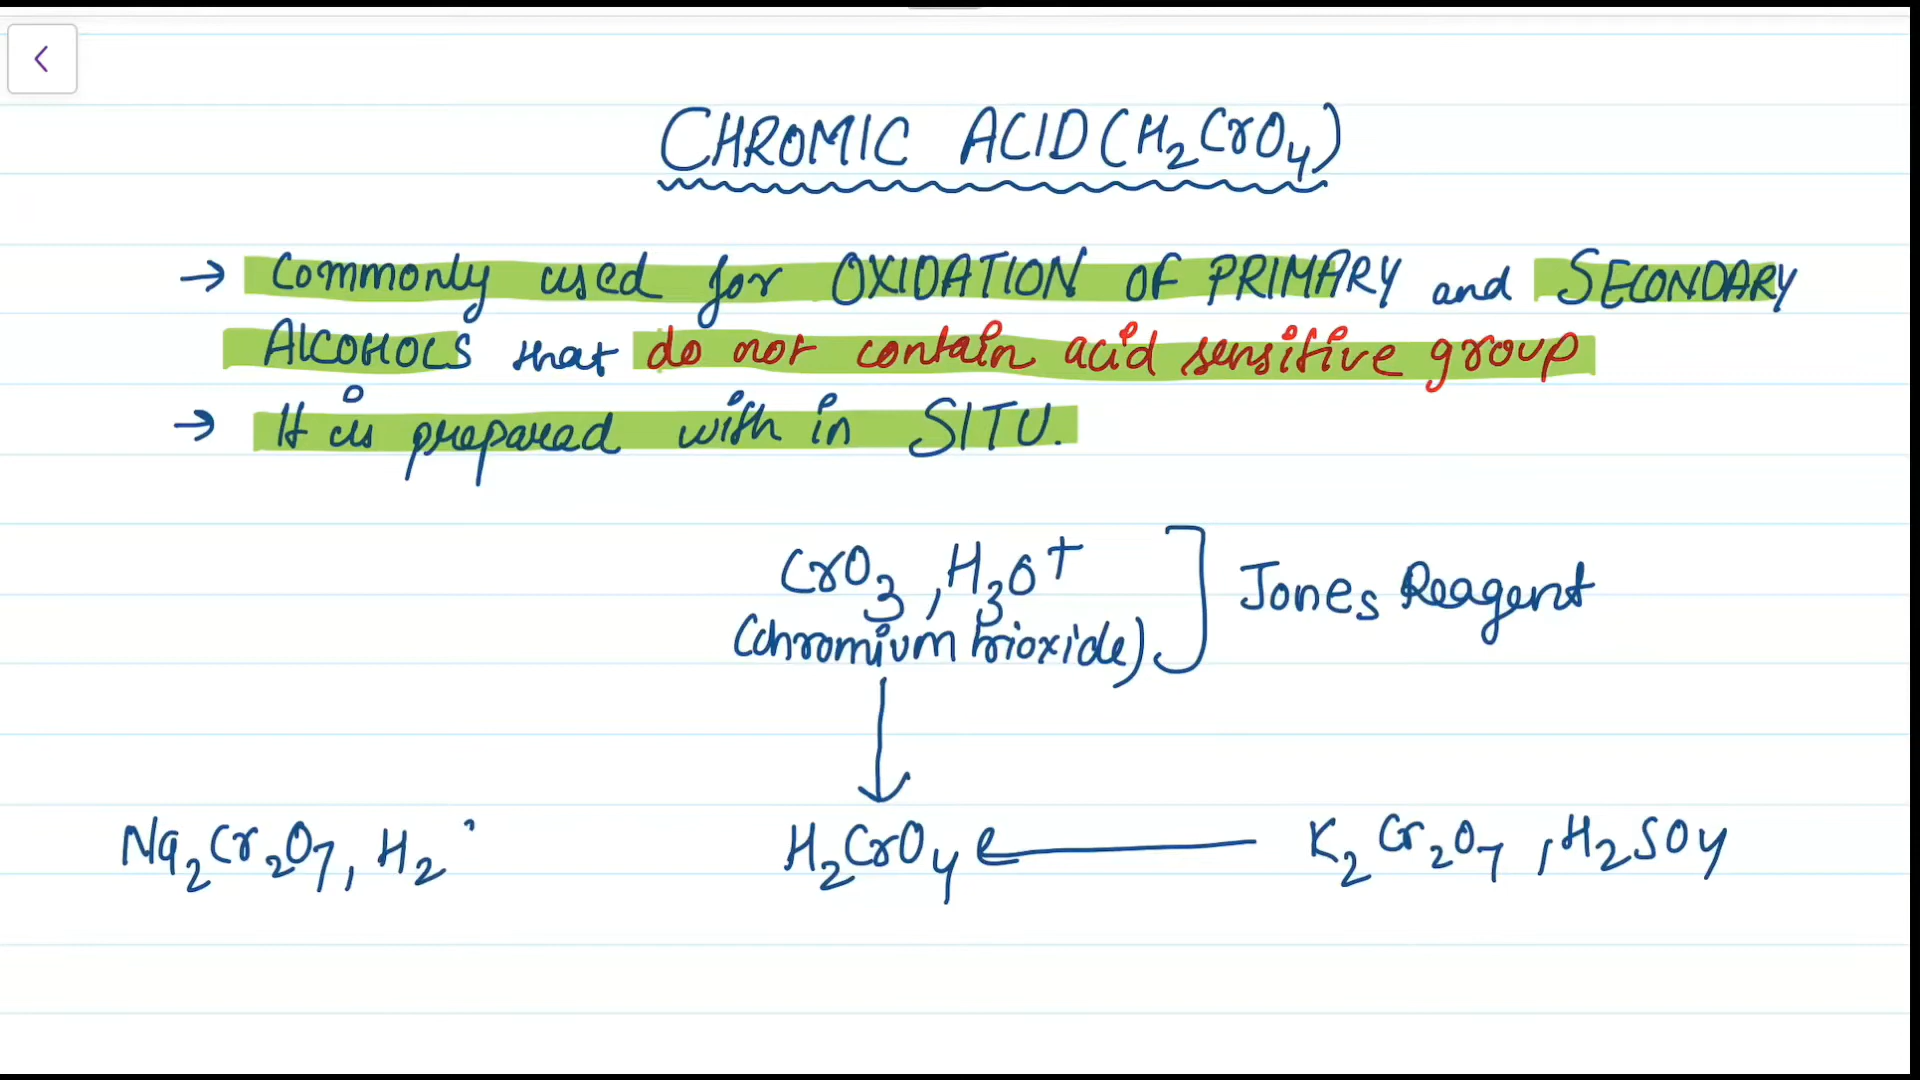 CHROMIC ACID (H₂CrO₄)
→ Commonly used for OXIDATION OF PRIMARY and SECONDARY
ALCOHOLS that do not contain acid sensitive group
→ It is prepared with in SITU.
CrO₃, H₃O⁺ ] Jones Reagent
(chromium trioxide)
↓
Na₂Cr₂O₇, H₂ H₂CrO₄ ← K₂Cr₂O₇, H₂SO₄